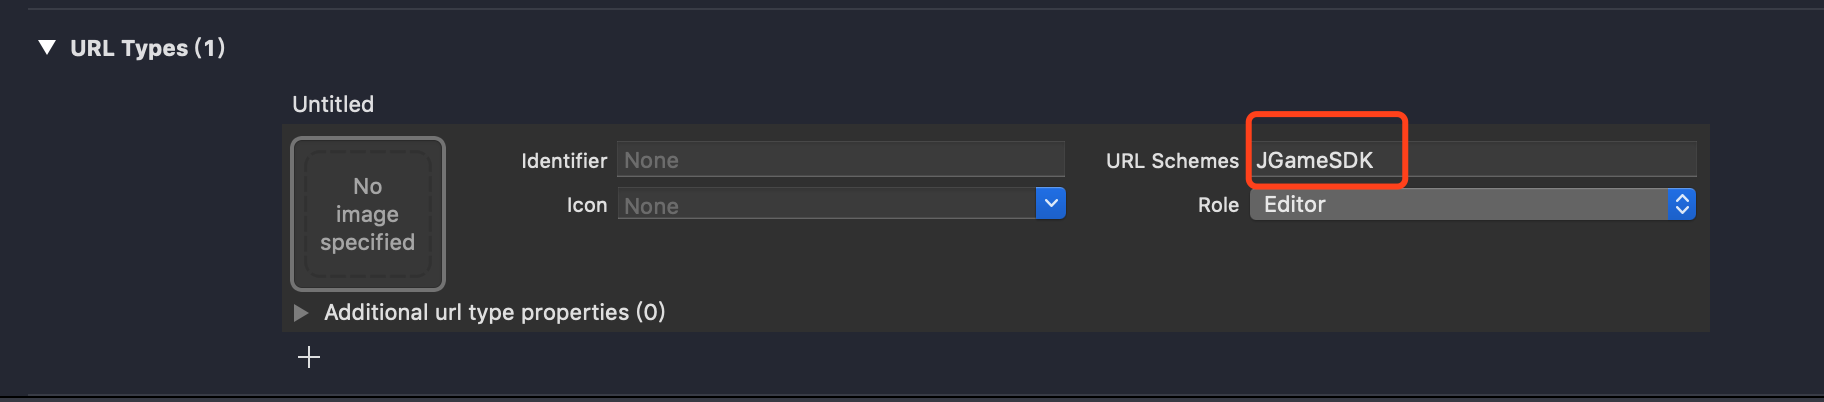 URL Types (1)
Untitled
No
image
specified
Identifier None
URL Schemes JGameSDK
Icon None
Role Editor
Additional url type properties (0)